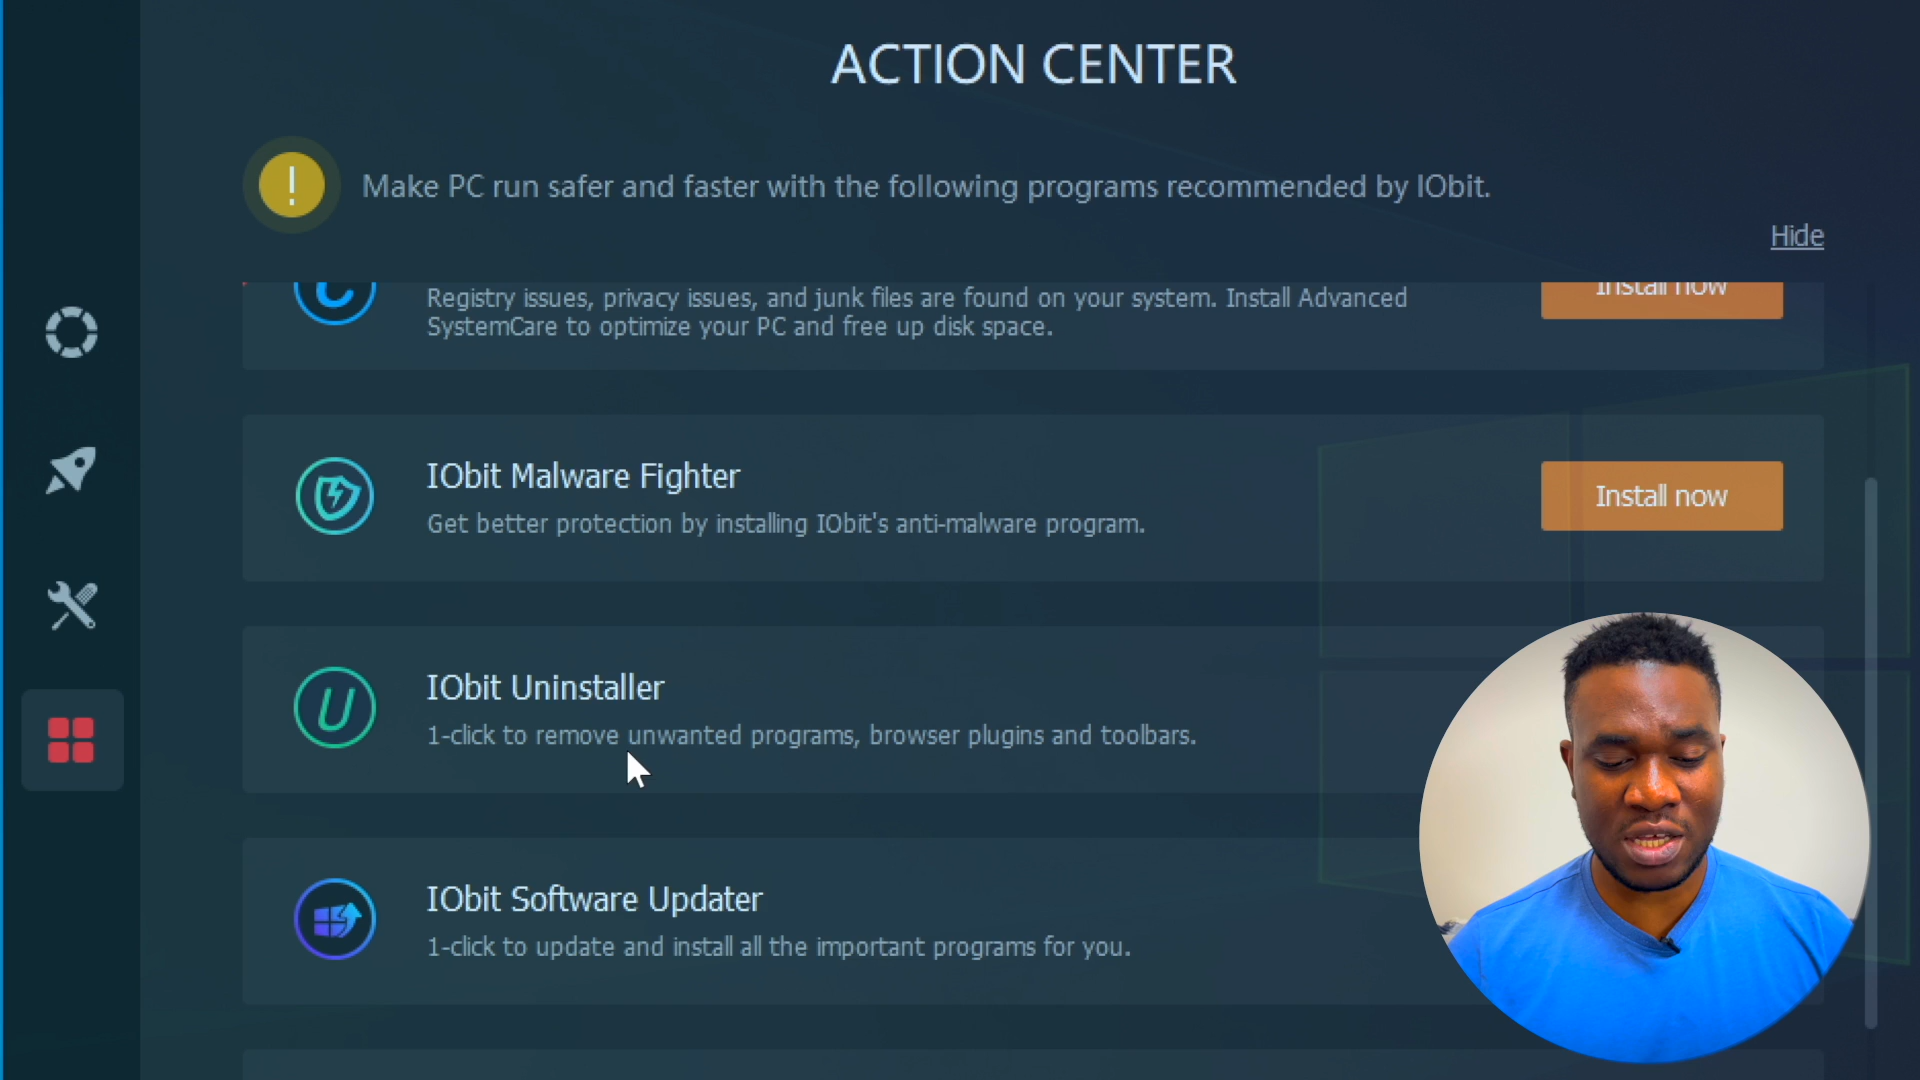 ACTION CENTER
!
Make PC run safer and faster with the following programs recommended by IObit.
Hide
Registry issues, privacy issues, and junk files are found on your system. Install Advanced
SystemCare to optimize your PC and free up disk space.
Install now
IObit Malware Fighter
Get better protection by installing IObit's anti-malware program.
Install now
U
IObit Uninstaller
1-click to remove unwanted programs, browser plugins and toolbars.
IObit Software Updater
1-click to update and install all the important programs for you.